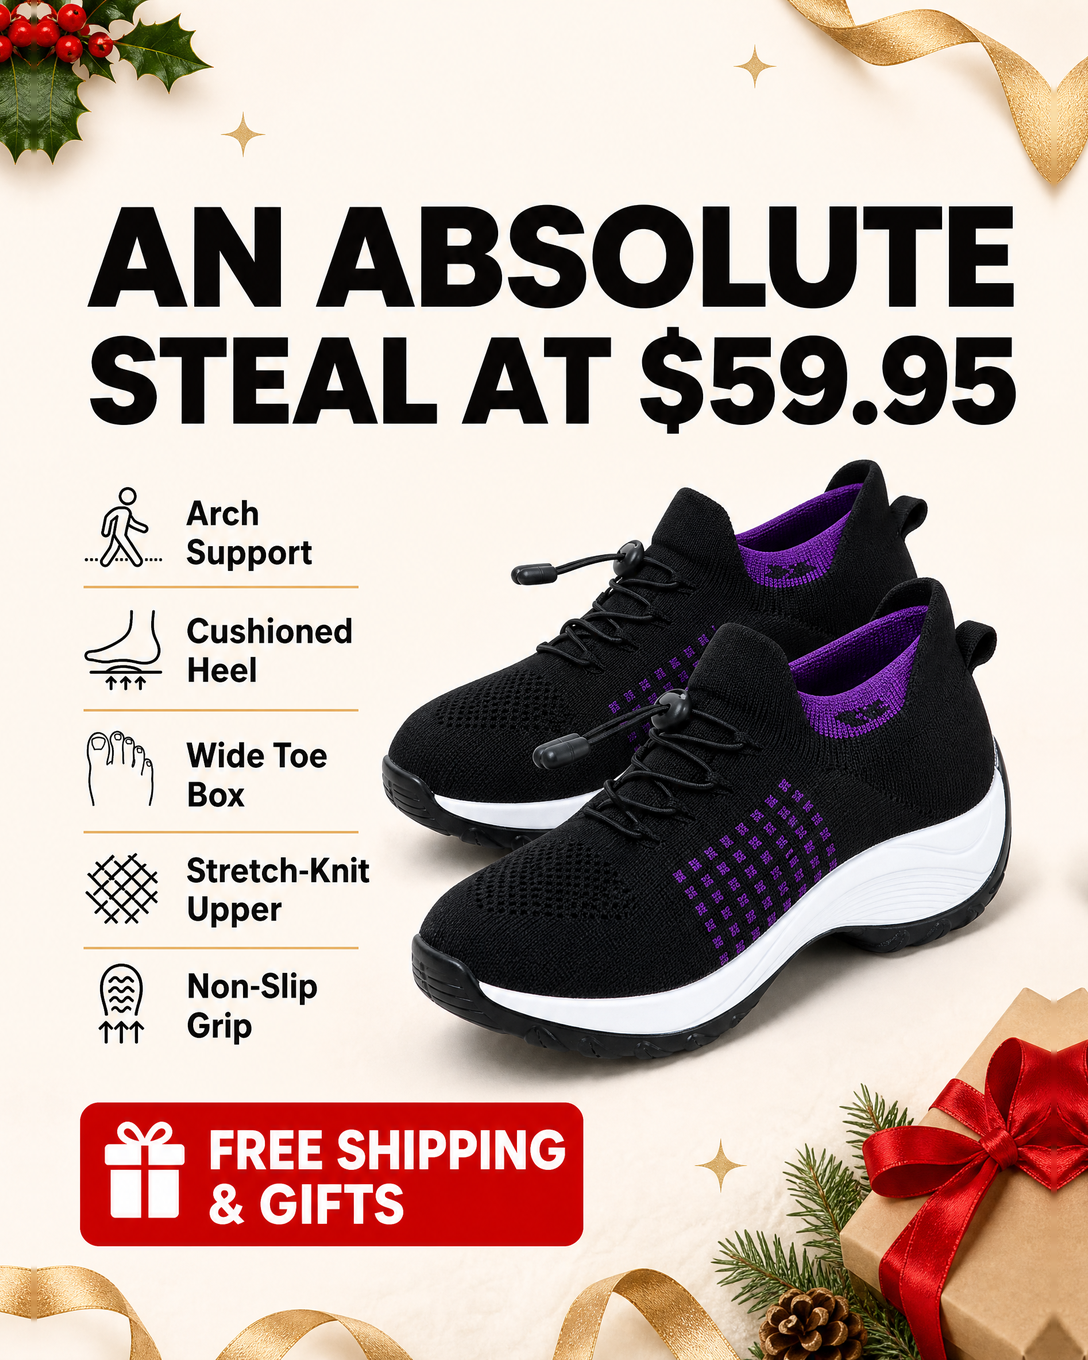 AN ABSOLUTE
STEAL AT $59.95
Arch
Support
Cushioned
Heel
Wide Toe
Box
Stretch-Knit
Upper
Non-Slip
Grip
FREE SHIPPING
& GIFTS